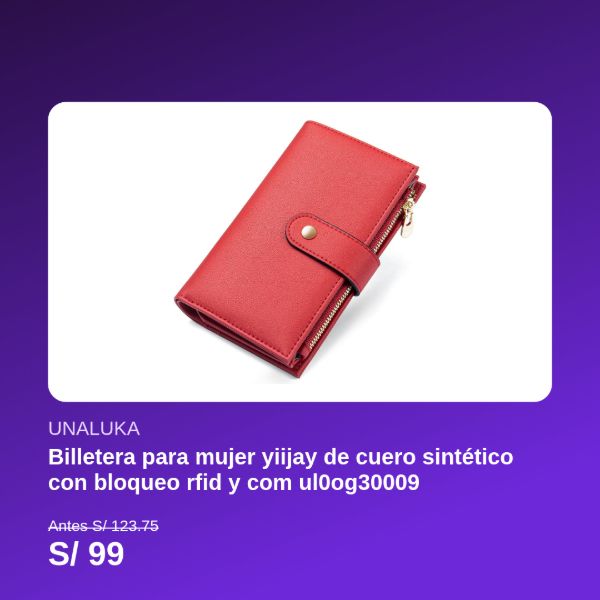 UNALUKA
Billetera para mujer yiijay de cuero sintético
con bloqueo rfid y com ul0og30009
Antes S/ 123.75
S/ 99